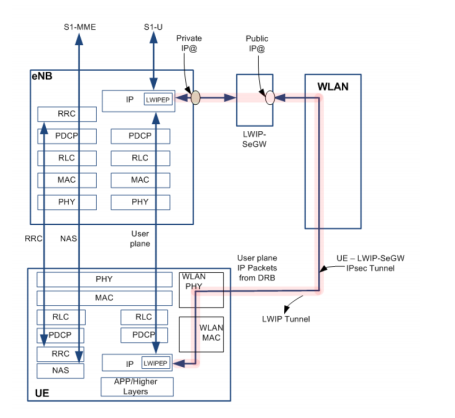 S1-MME
S1-U
Private
IP@
Public
IP@
eNB
WLAN
IP
LWIPEP
RRC
PDCP
PDCP
LWIP-
SeGW
RLC
RLC
MAC
MAC
PHY
PHY
RRC
NAS
User
plane
User plane
IP Packets
from DRB
UE – LWIP-SeGW
IPsec Tunnel
LWIP Tunnel
PHY
WLAN
PHY
MAC
RLC
RLC
WLAN
MAC
PDCP
PDCP
RRC
IP
LWIPEP
NAS
APP/Higher
Layers
UE